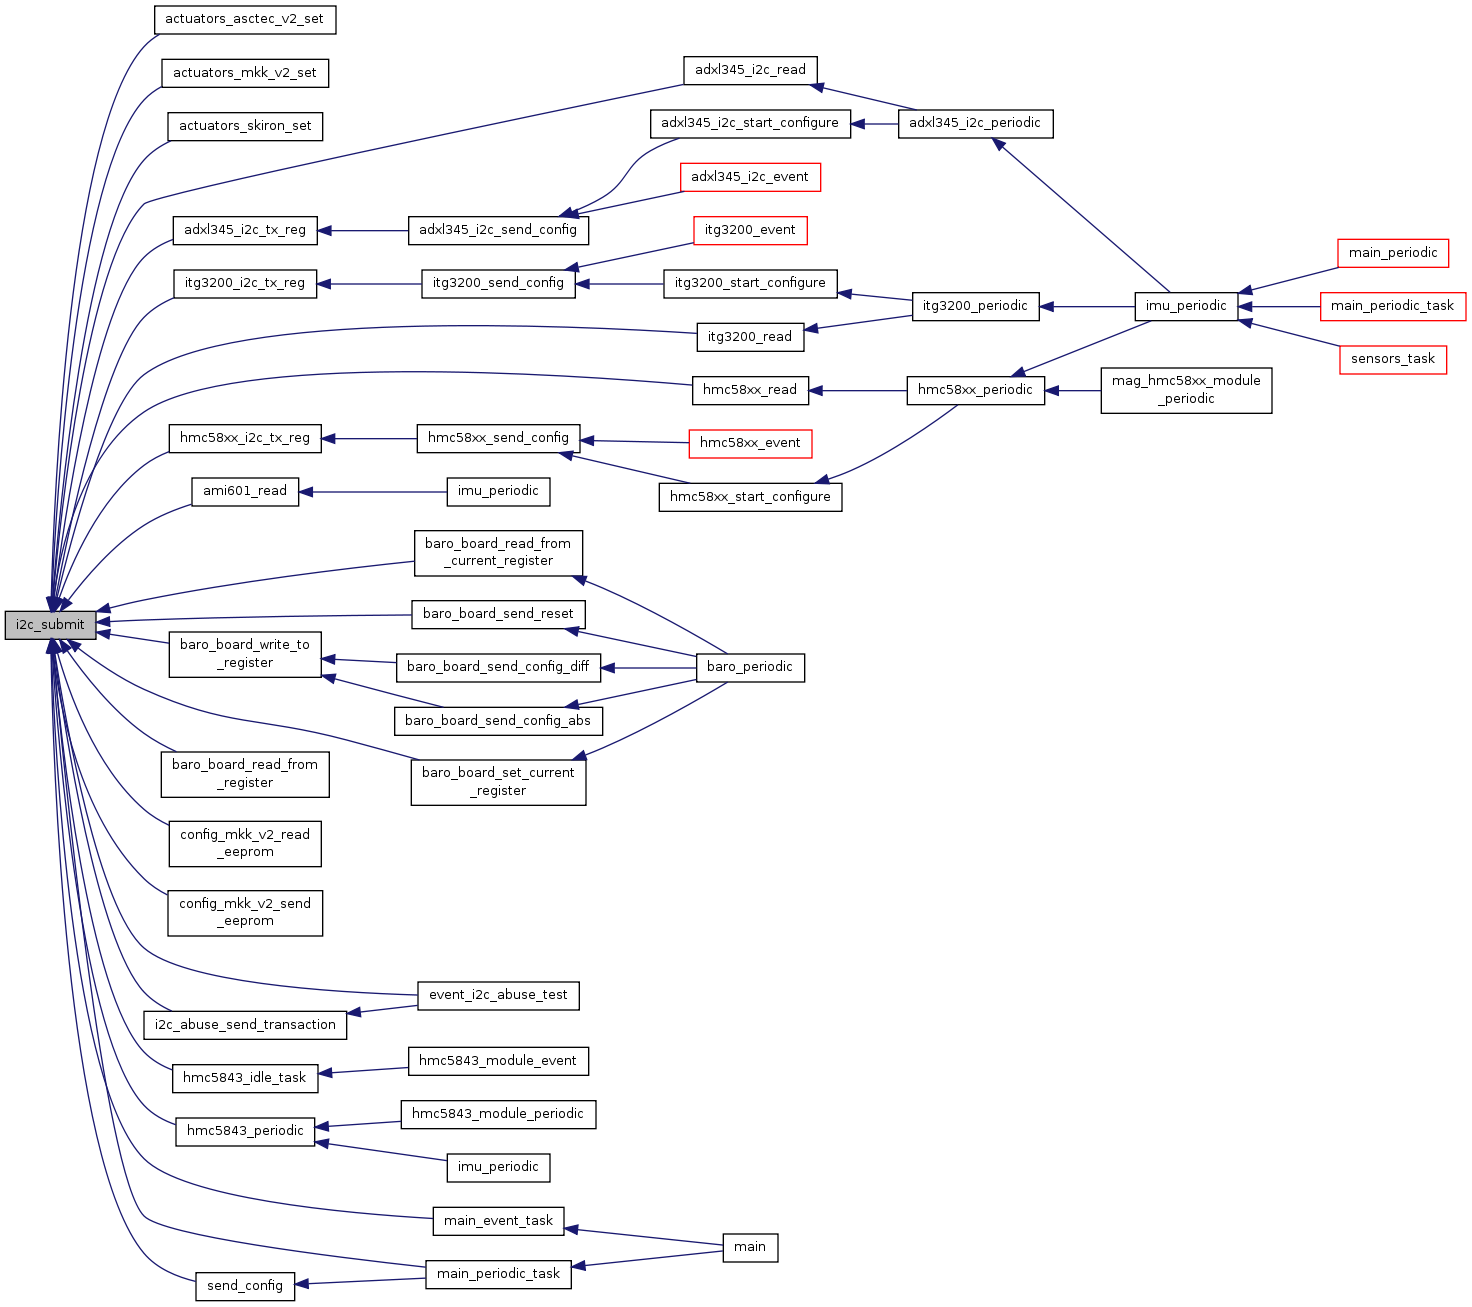 actuators_asctec_v2_set
actuators_mkk_v2_set
actuators_skiron_set
adxl345_i2c_read
adxl345_i2c_start_configure
adxl345_i2c_periodic
adxl345_i2c_event
adxl345_i2c_tx_reg
adxl345_i2c_send_config
itg3200_event
itg3200_i2c_tx_reg
itg3200_send_config
itg3200_start_configure
itg3200_periodic
itg3200_read
imu_periodic
main_periodic
main_periodic_task
sensors_task
hmc58xx_read
hmc58xx_periodic
mag_hmc58xx_module
_periodic
hmc58xx_i2c_tx_reg
hmc58xx_send_config
hmc58xx_event
hmc58xx_start_configure
ami601_read
imu_periodic
baro_board_read_from
_current_register
i2c_submit
baro_board_send_reset
baro_board_write_to
_register
baro_board_send_config_diff
baro_periodic
baro_board_send_config_abs
baro_board_read_from
_register
baro_board_set_current
_register
config_mkk_v2_read
_eeprom
config_mkk_v2_send
_eeprom
event_i2c_abuse_test
i2c_abuse_send_transaction
hmc5843_module_event
hmc5843_idle_task
hmc5843_module_periodic
hmc5843_periodic
imu_periodic
main_event_task
main
main_periodic_task
send_config